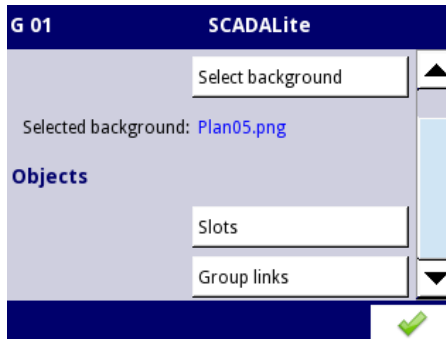 G 01 SCADALite
Select background
Selected background: Plan05.png
Objects
Slots
Group links